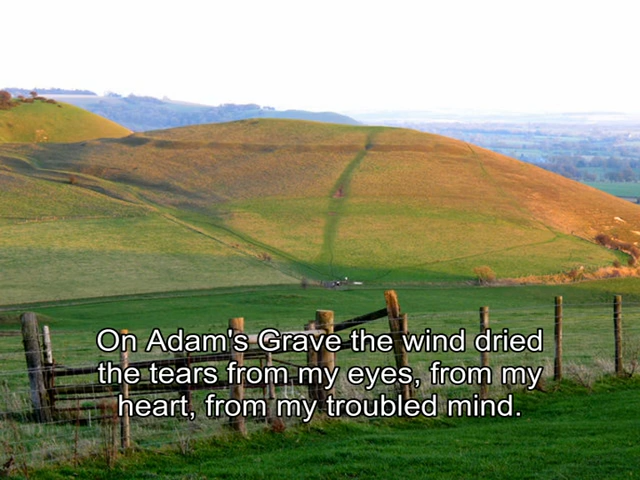 On Adam's Grave the wind dried
the tears from my eyes, from my
heart, from my troubled mind.